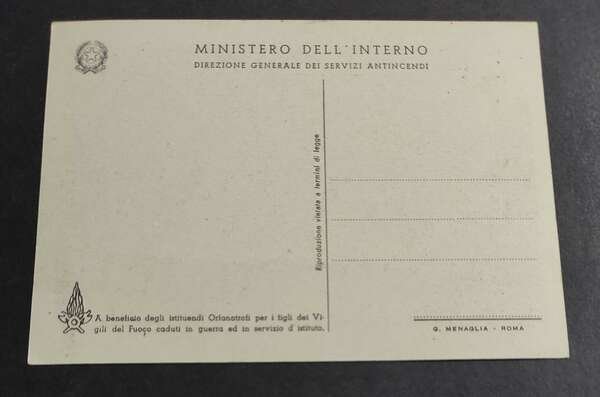 MINISTERO DELL'INTERNO
DIREZIONE GENERALE DEI SERVIZI ANTINCENDI
Riproduzione vietata a termini di legge
A beneficio degli istituendi Orfanotrofi per i figli dei Vi-
gili del Fuoco caduti in guerra ed in servizio d'istituto.
G. MENAGLIA - ROMA